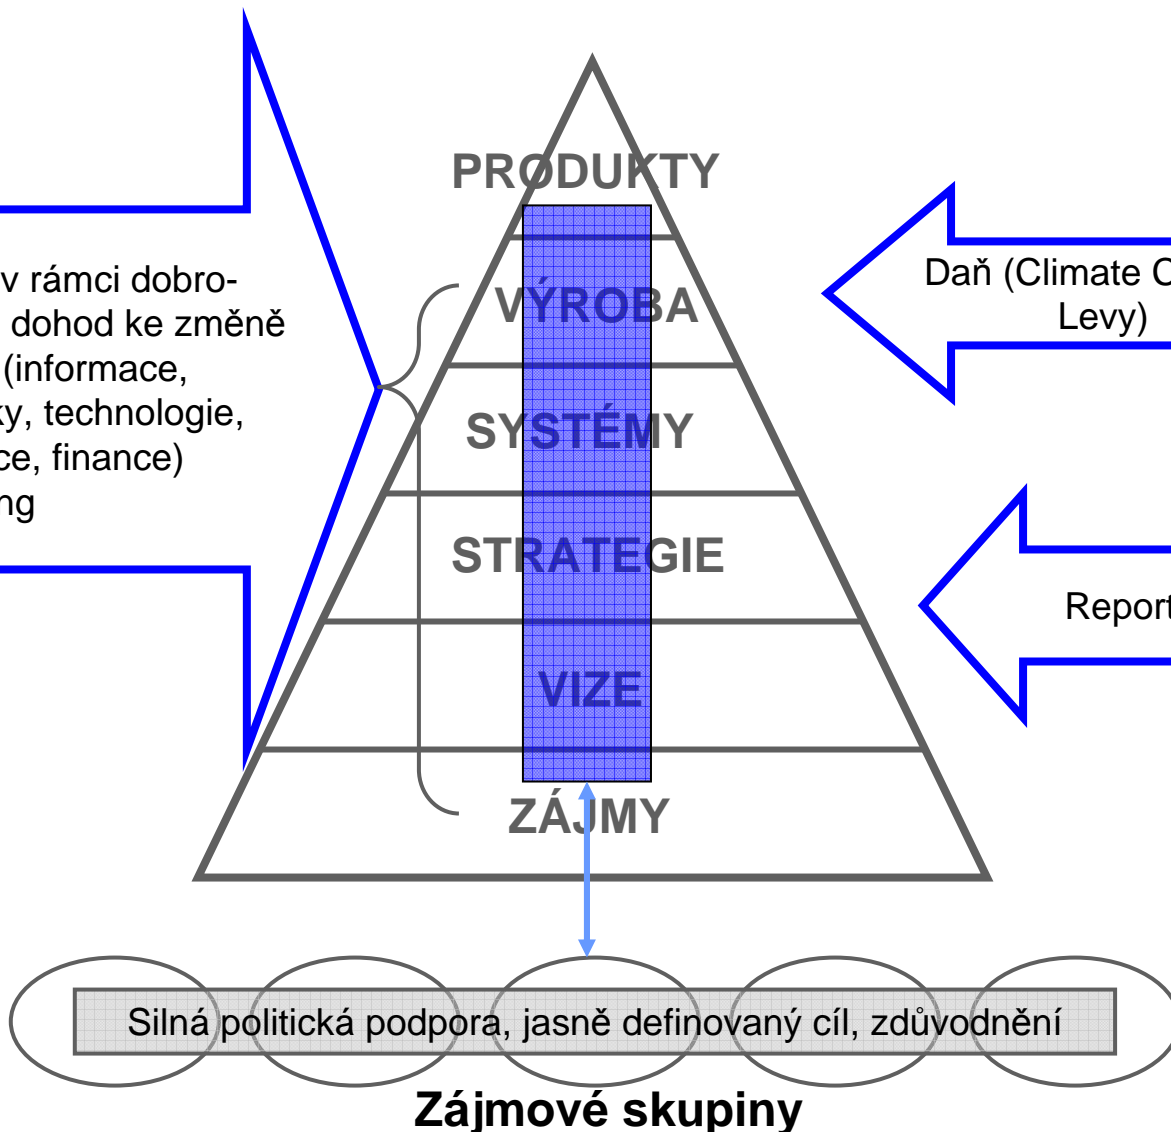 PRODUKTY
v rámci dobro-
dohod ke změně
(informace,
ky, technologie,
ce, finance)
ng
VÝROBA
SYSTÉMY
STRATEGIE
VIZE
ZÁJMY
Daň (Climate C
Levy)
Report
Silná politická podpora, jasně definovaný cíl, zdůvodnění
Zájmové skupiny